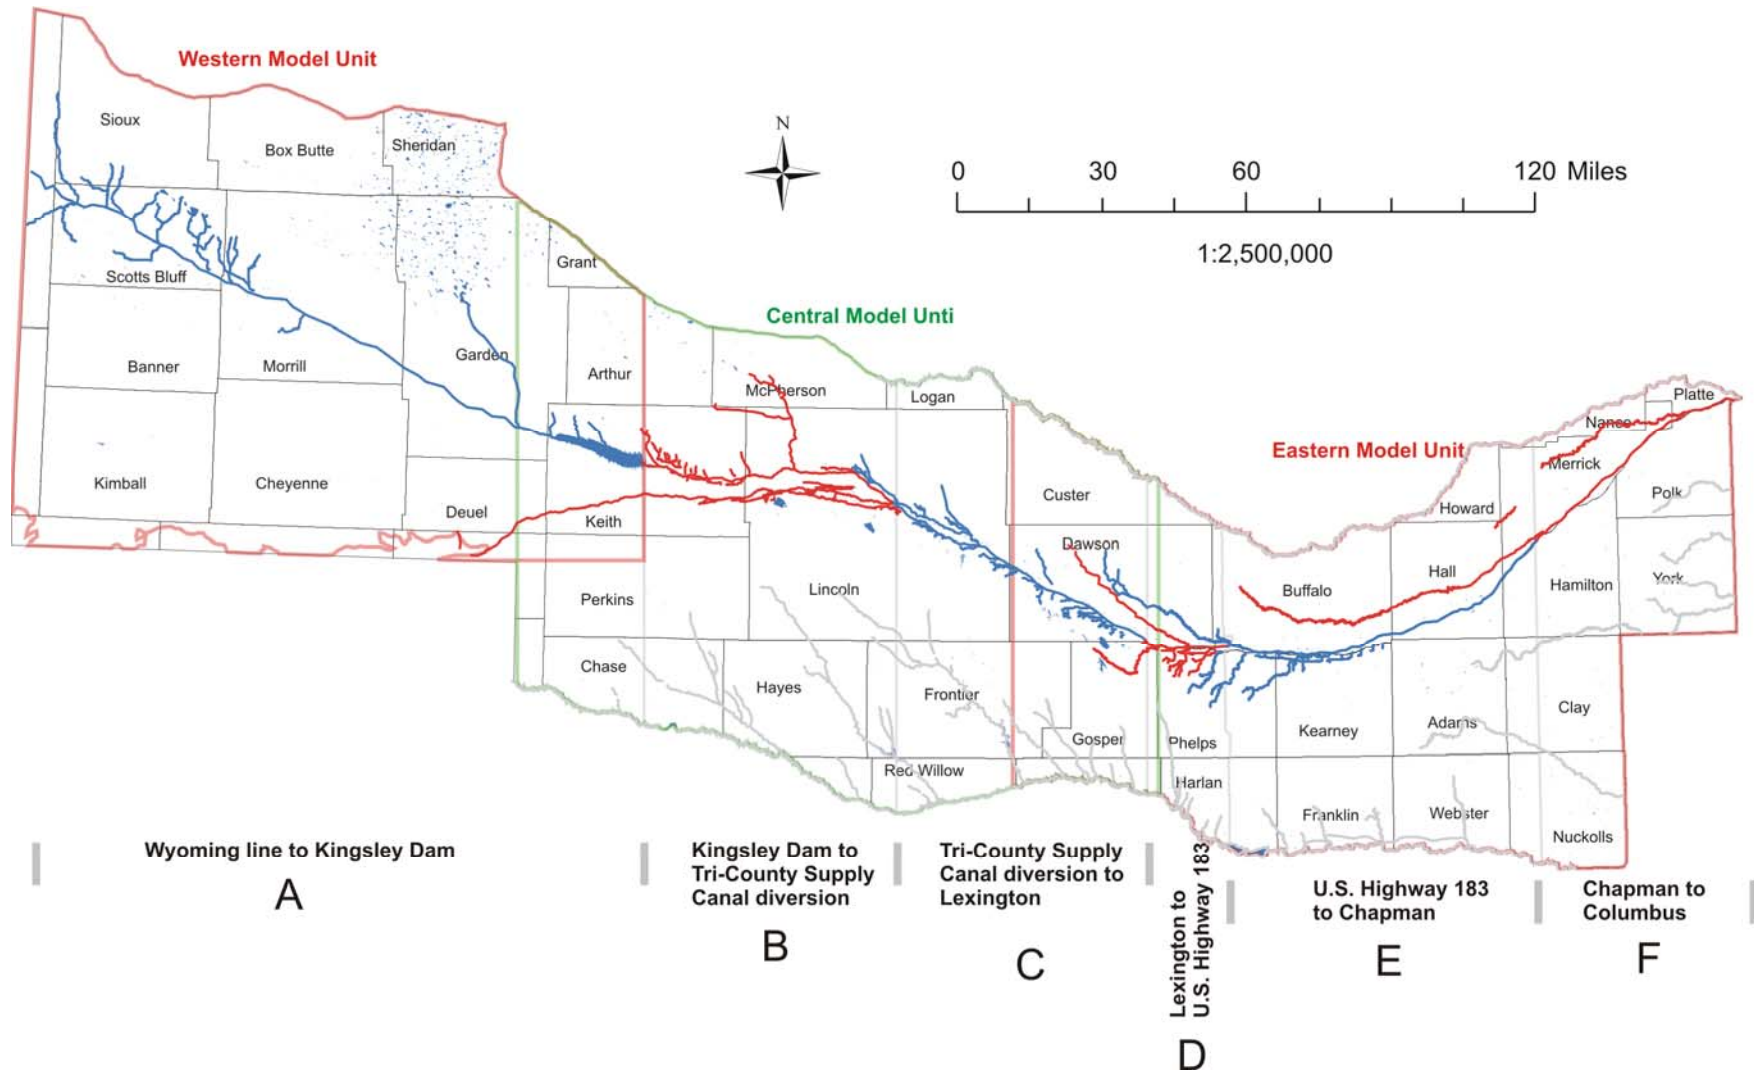 Western Model Unit
Sioux
Box Butte
Sheridan
N
0 30 60 120 Miles
1:2,500,000
Scotts Bluff
Grant
Central Model Unti
Banner
Morrill
Garden
Arthur
McPherson
Logan
Platte
Nance
Eastern Model Unit
Merrick
Kimball
Cheyenne
Deuel
Keith
Custer
Howard
Polk
Dawson
Perkins
Lincoln
Buffalo
Hall
Hamilton
York
Chase
Hayes
Frontier
Gosper
Phelps
Kearney
Adams
Clay
Red Willow
Harlan
Franklin
Webster
Nuckolls
Wyoming line to Kingsley Dam
A
Kingsley Dam to
Tri-County Supply
Canal diversion
B
Tri-County Supply
Canal diversion to
Lexington
C
Lexington to
U.S. Highway 183
D
U.S. Highway 183
to Chapman
E
Chapman to
Columbus
F